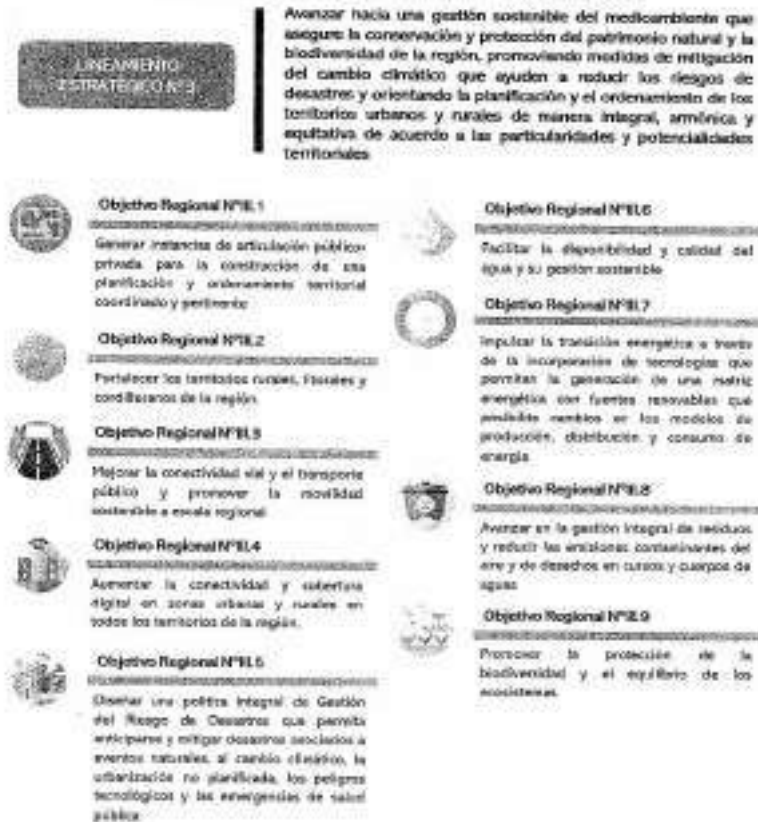 LINEAMIENTO
ESTRATÉGICO N°3
Avanzar hacia una gestión sostenible del medioambiente que
asegure la conservación y protección del patrimonio natural y la
biodiversidad de la región, promoviendo medidas de mitigación
del cambio climático que ayuden a reducir los riesgos de
desastres y orientando la planificación y el ordenamiento de los
territorios urbanos y rurales de manera integral, armónica y
equitativa de acuerdo a las particularidades y potencialidades
territoriales
Objetivo Regional N°III.1
Generar instancias de articulación público-
privada para la construcción de una
planificación y ordenamiento territorial
coordinado y pertinente
Objetivo Regional N°III.2
Fortalecer los territorios rurales, litorales y
cordilleranos de la región.
Objetivo Regional N°III.3
Mejorar la conectividad vial y el transporte
público y promover la movilidad
sostenible a escala regional
Objetivo Regional N°III.4
Aumentar la conectividad y cobertura
digital en zonas urbanas y rurales en
todos los territorios de la región.
Objetivo Regional N°III.5
Diseñar una política integral de Gestión
del Riesgo de Desastres que permita
anticiparse y mitigar desastres asociados a
eventos naturales, al cambio climático, la
urbanización no planificada, los peligros
tecnológicos y las emergencias de salud
pública
Objetivo Regional N°III.6
Facilitar la disponibilidad y calidad del
agua y su gestión sostenible
Objetivo Regional N°III.7
Impulsar la transición energética a través
de la incorporación de tecnologías que
permitan la generación de una matriz
energética con fuentes renovables que
posibilite cambios en los modelos de
producción, distribución y consumo de
energía
Objetivo Regional N°III.8
Avanzar en la gestión integral de residuos
y reducir las emisiones contaminantes del
aire y de desechos en cursos y cuerpos de
aguas
Objetivo Regional N°III.9
Promover la protección de la
biodiversidad y el equilibrio de los
ecosistemas.